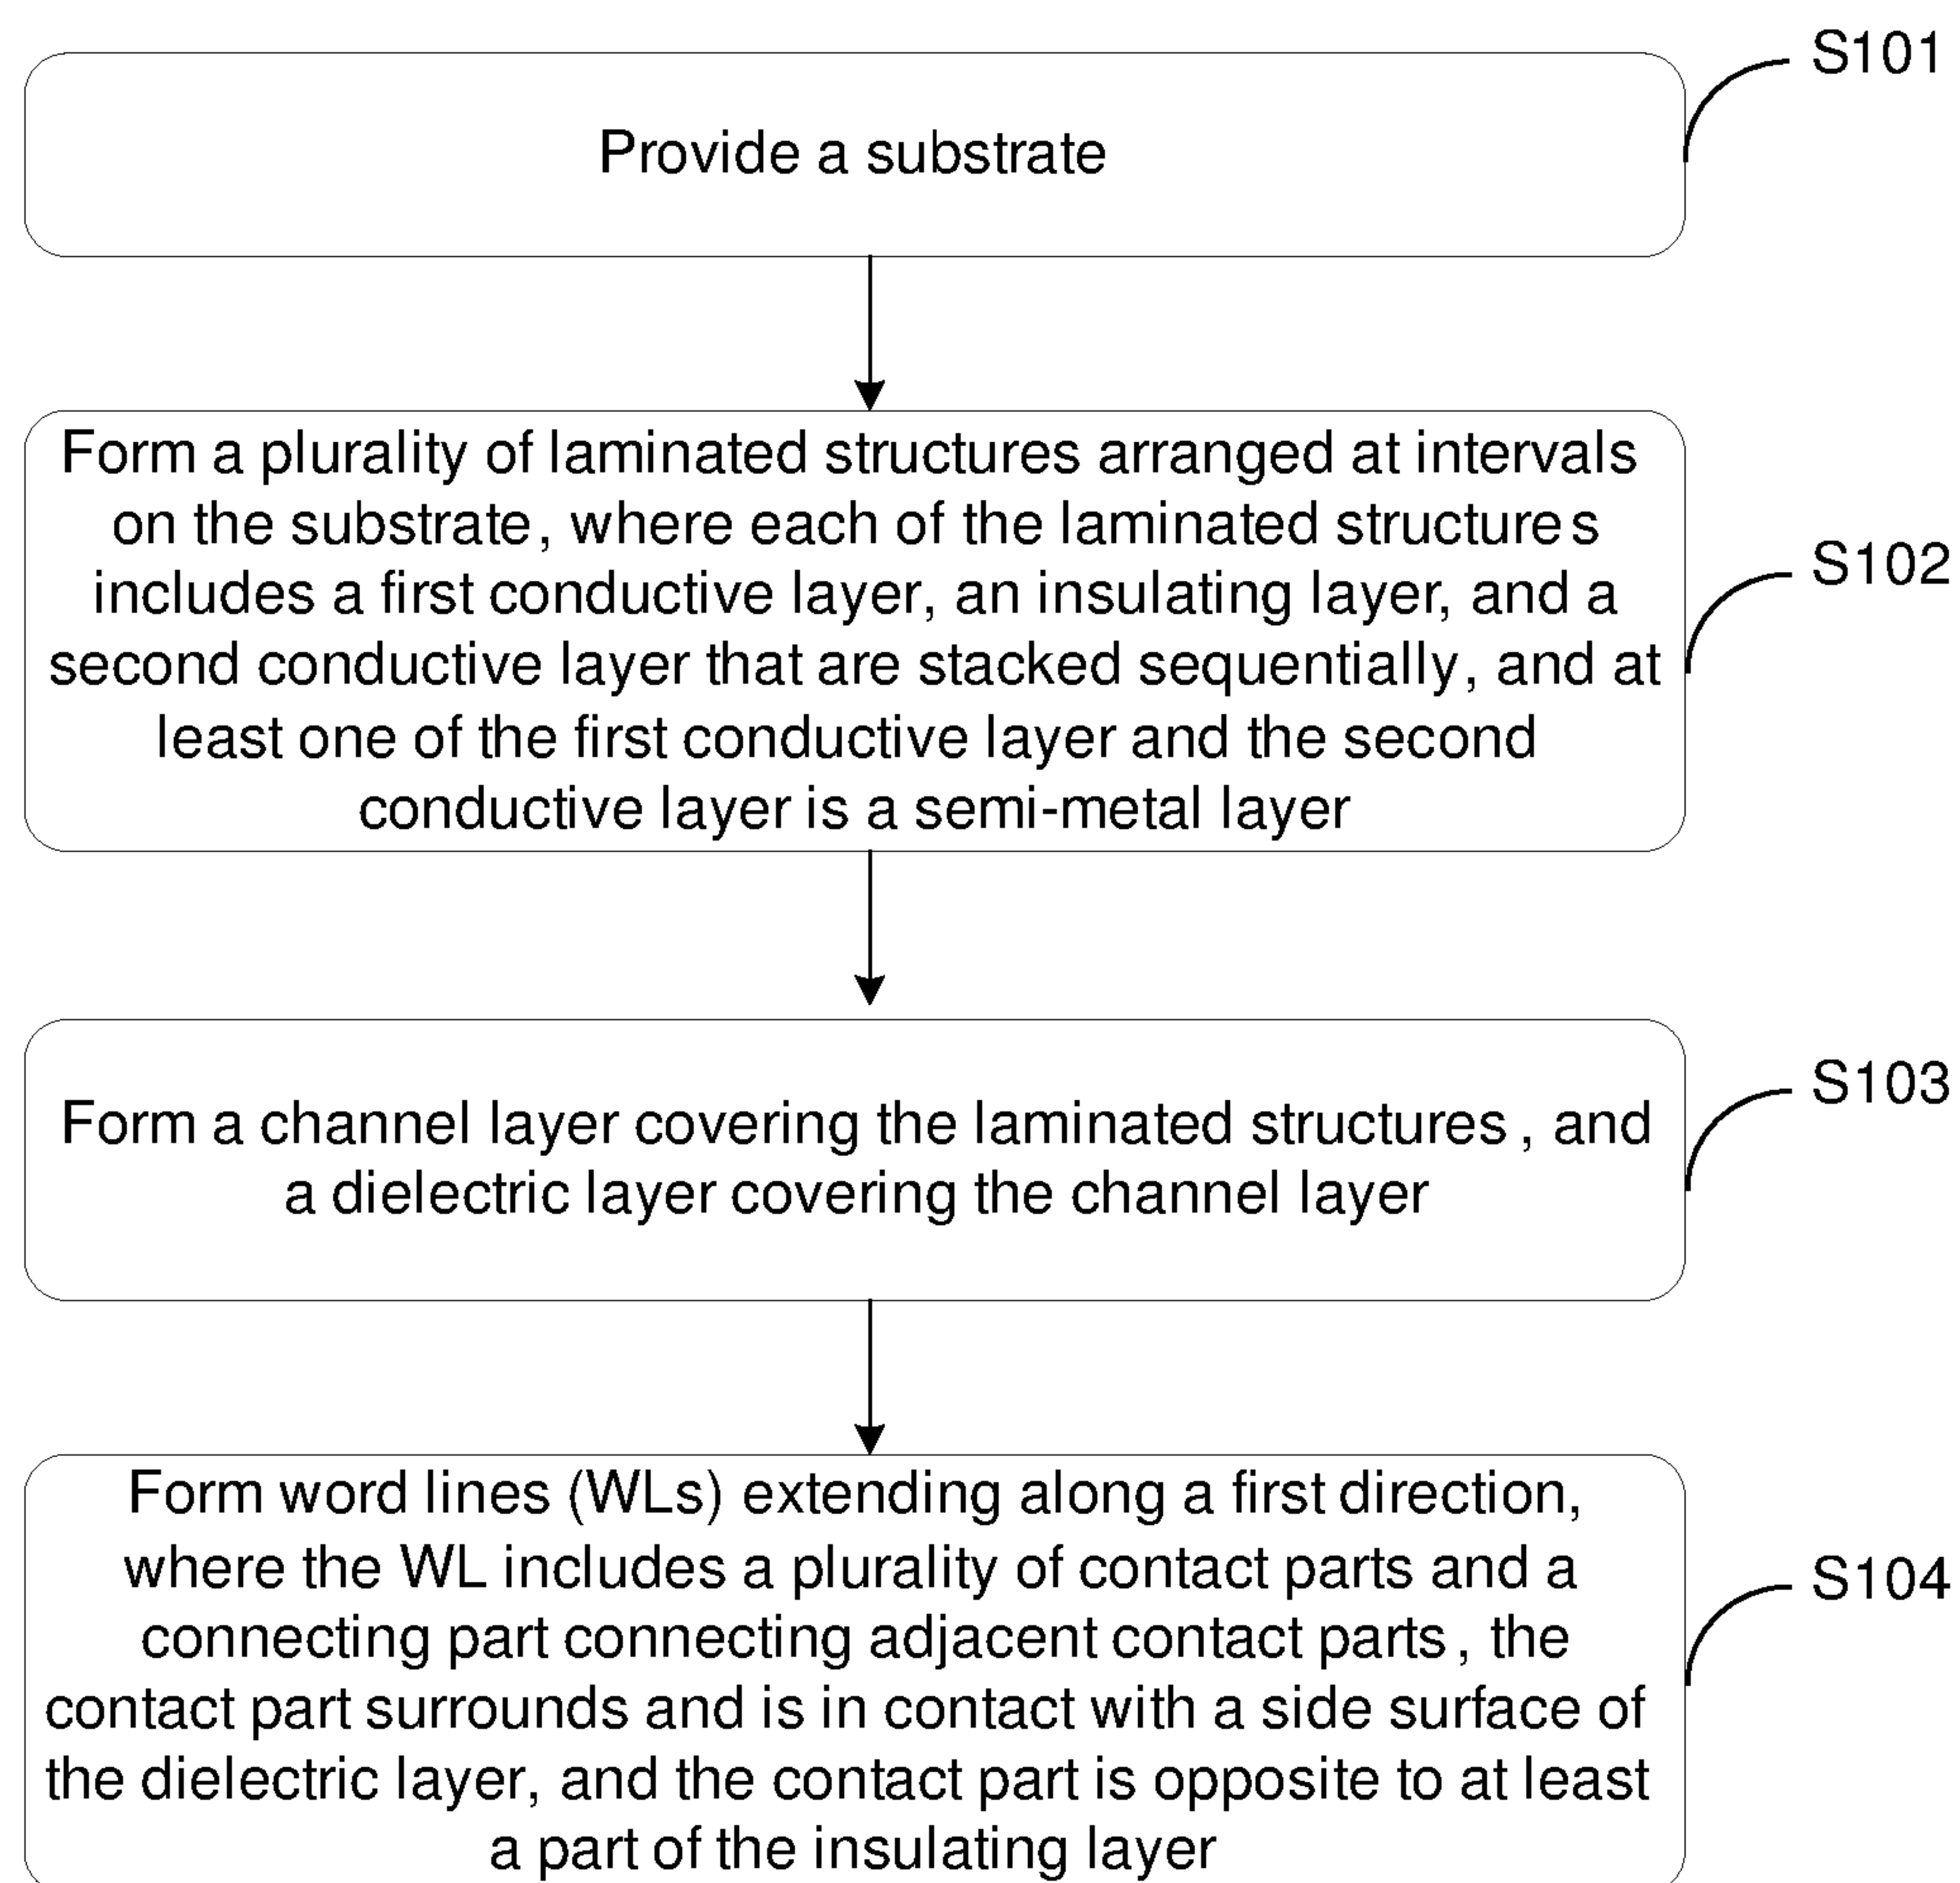 S101
Provide a substrate
Form a plurality of laminated structures arranged at intervals
on the substrate, where each of the laminated structures
includes a first conductive layer, an insulating layer, and a
second conductive layer that are stacked sequentially, and at
least one of the first conductive layer and the second
conductive layer is a semi-metal layer
S102
Form a channel layer covering the laminated structures, and
a dielectric layer covering the channel layer
S103
Form word lines (WLs) extending along a first direction,
where the WL includes a plurality of contact parts and a
connecting part connecting adjacent contact parts, the
contact part surrounds and is in contact with a side surface of
the dielectric layer, and the contact part is opposite to at least
a part of the insulating layer
S104